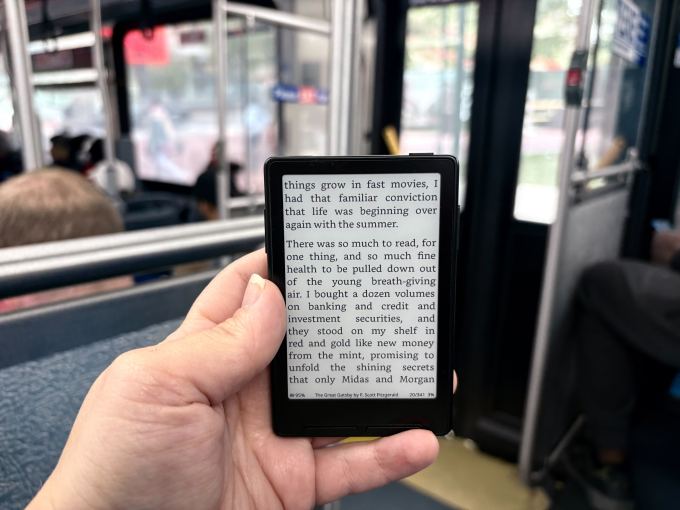 things grow in fast movies, I
had that familiar conviction
that life was beginning over
again with the summer.
There was so much to read, for
one thing, and so much fine
health to be pulled down out
of the young breath-giving
air. I bought a dozen volumes
on banking and credit and
investment securities, and
they stood on my shelf in
red and gold like new money
from the mint, promising to
unfold the shining secrets
that only Midas and Morgan
95% The Great Gatsby by F. Scott Fitzgerald 20/341 3%